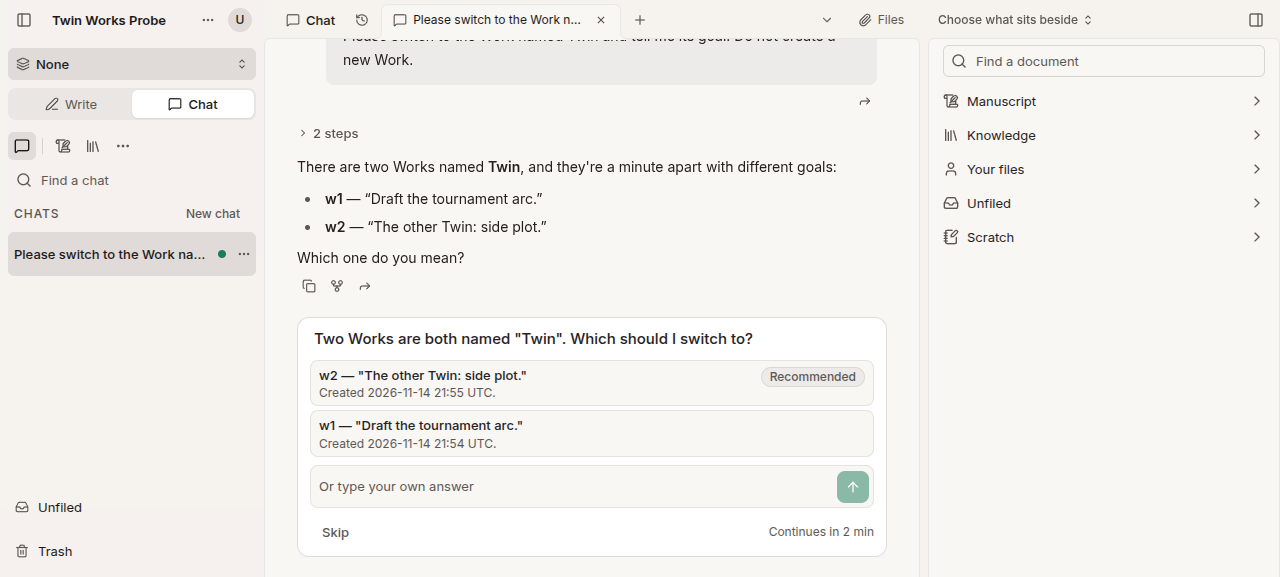 Twin Works Probe
U
None
Write
Chat
Find a chat
CHATS
New chat
Please switch to the Work na...
Unfiled
Trash
Chat
Please switch to the Work n...
Files
Choose what sits beside
new Work.
2 steps
There are two Works named Twin, and they're a minute apart with different goals:
• w1 — “Draft the tournament arc.”
• w2 — “The other Twin: side plot.”
Which one do you mean?
Two Works are both named "Twin". Which should I switch to?
w2 — "The other Twin: side plot."
Recommended
Created 2026-11-14 21:55 UTC.
w1 — "Draft the tournament arc."
Created 2026-11-14 21:54 UTC.
Or type your own answer
Skip
Continues in 2 min
Find a document
Manuscript
Knowledge
Your files
Unfiled
Scratch